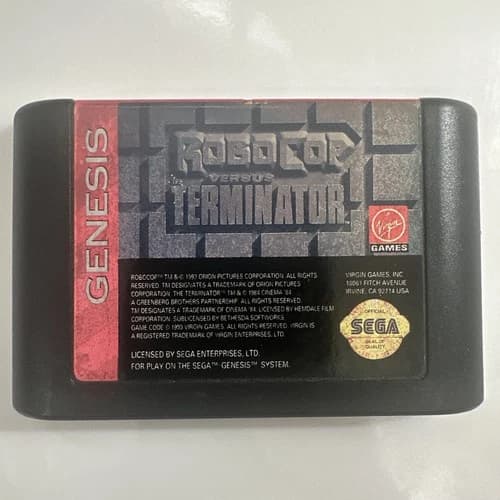 GENESIS
ROBOCOP
VERSUS
TERMINATOR
Virgin
GAMES
ROBOCOP™ TM & © 1993 ORION PICTURES CORPORATION. ALL RIGHTS
RESERVED. TM DESIGNATES A TRADEMARK OF ORION PICTURES
CORPORATION. THE TERMINATOR™ TM & © 1984 CINEMA '84
A GREENBERG BROTHERS PARTNERSHIP. ALL RIGHTS RESERVED.
TM DESIGNATES A TRADEMARK OF CINEMA '84. LICENSED BY HEMDALE FILM
CORPORATION. SUBLICENSED BY BETHESDA SOFTWORKS.
GAME CODE © 1993 VIRGIN GAMES. ALL RIGHTS RESERVED. VIRGIN IS
A REGISTERED TRADEMARK OF VIRGIN ENTERPRISES, LTD.
VIRGIN GAMES, INC
18061 FITCH AVENUE
IRVINE, CA 92714 USA
OFFICIAL
SEGA
SEAL OF
QUALITY
LICENSED BY SEGA ENTERPRISES, LTD.
FOR PLAY ON THE SEGA™ GENESIS™ SYSTEM.